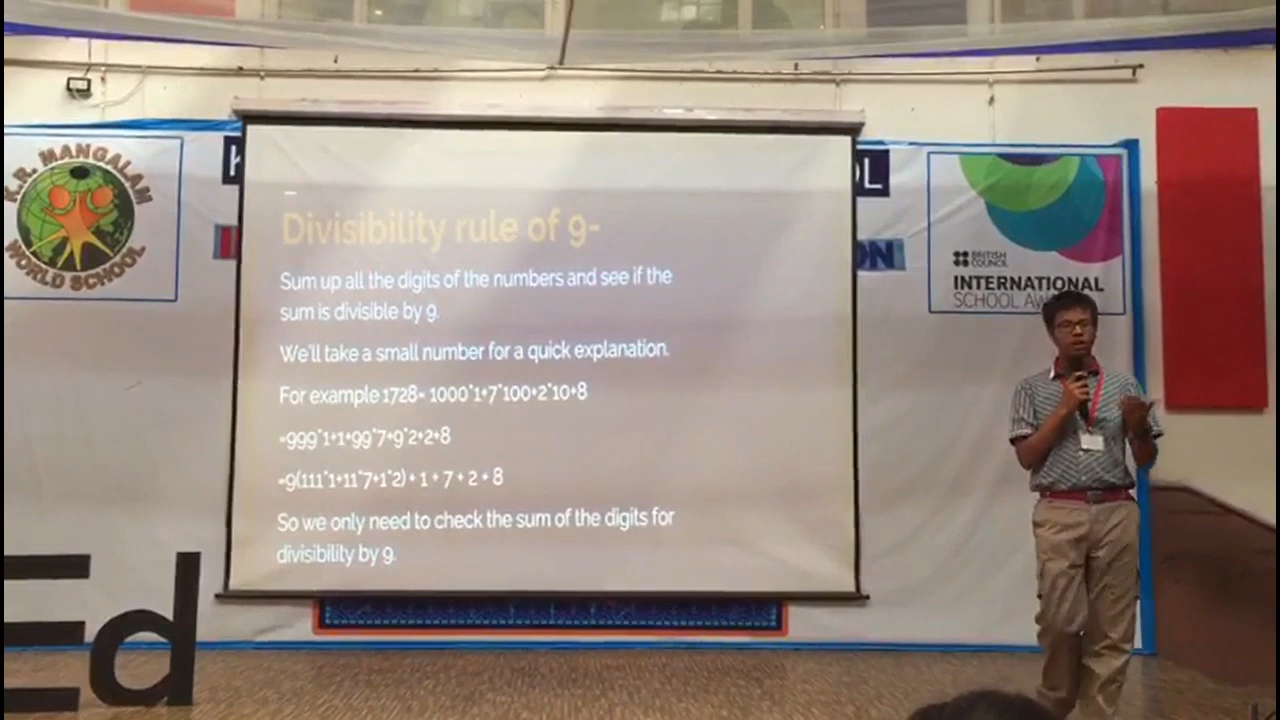 K.R. MANGALAM
WORLD SCHOOL
Divisibility rule of 9-
Sum up all the digits of the numbers and see if the
sum is divisible by 9.
We'll take a small number for a quick explanation.
For example 1728= 1000*1+7*100+2*10+8
=999*1+1+99*7+9*2+2+8
=9(111*1+11*7+1*2) + 1 + 7 + 2 + 8
So we only need to check the sum of the digits for
divisibility by 9.
BRITISH
COUNCIL
INTERNATIONAL
SCHOOL
Ed